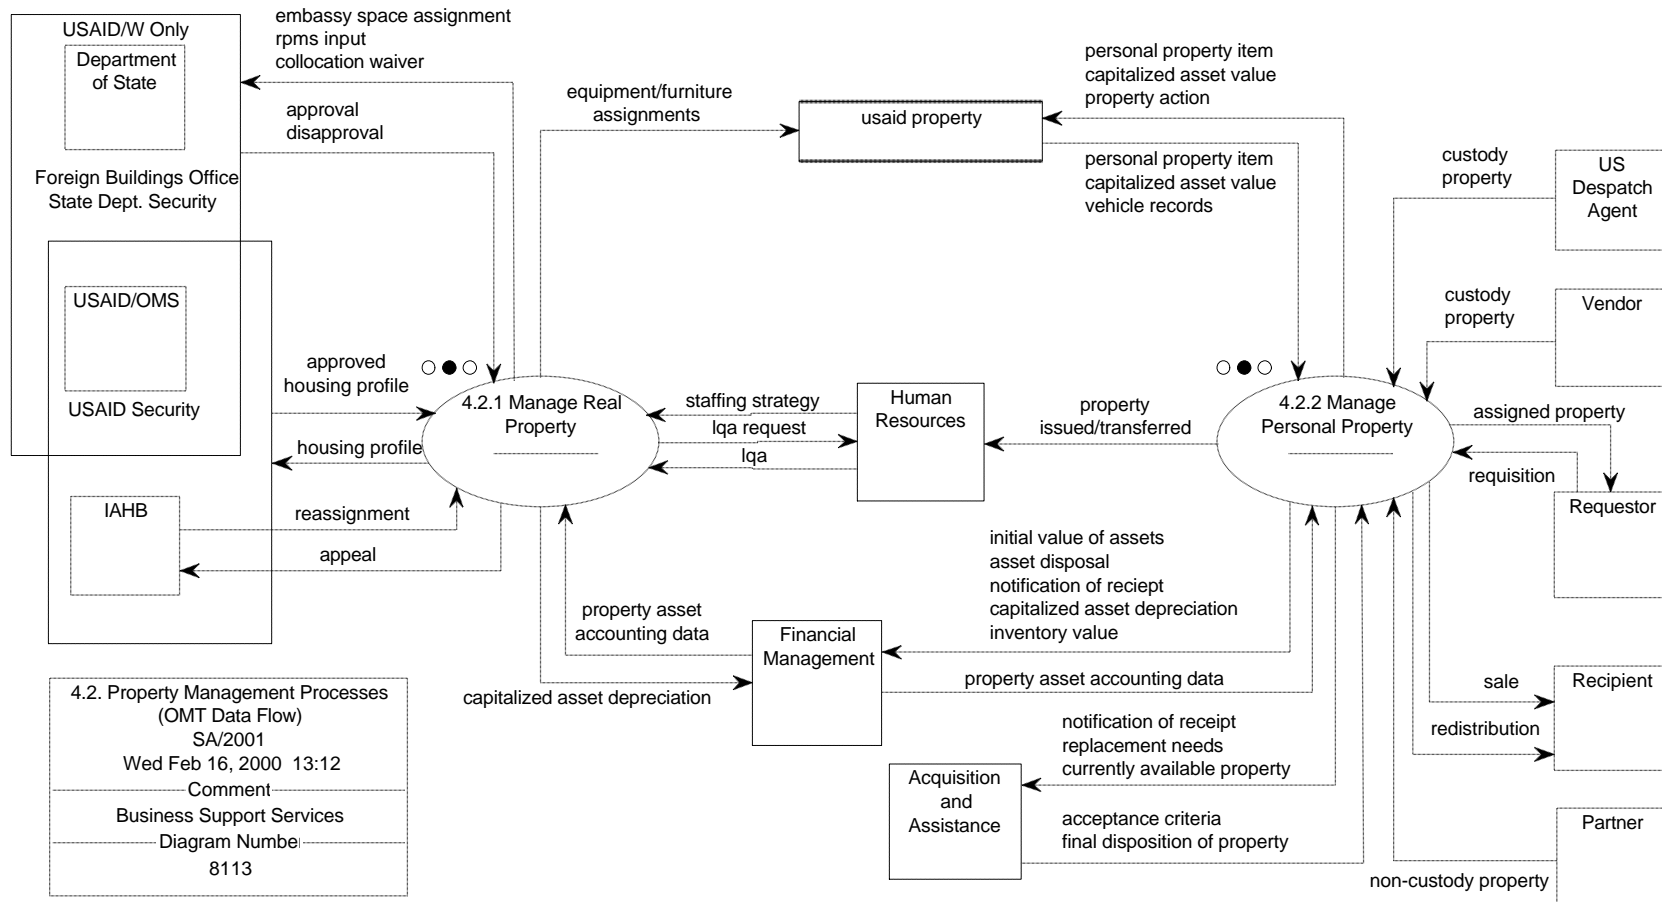 USAID/W Only
Department
of State
Foreign Buildings Office
State Dept. Security
USAID/OMS
USAID Security
IAHB
embassy space assignment
rpms input
collocation waiver
approval
disapproval
approved
housing profile
housing profile
reassignment
appeal
4.2.1 Manage Real
Property
equipment/furniture
assignments
usaid property
personal property item
capitalized asset value
property action
personal property item
capitalized asset value
vehicle records
staffing strategy
lqa request
lqa
Human
Resources
property
issued/transferred
4.2.2 Manage
Personal Property
custody
property
US
Despatch
Agent
custody
property
Vendor
assigned property
requisition
Requestor
property asset
accounting data
capitalized asset depreciation
Financial
Management
initial value of assets
asset disposal
notification of reciept
capitalized asset depreciation
inventory value
property asset accounting data
notification of receipt
replacement needs
currently available property
Acquisition
and
Assistance
acceptance criteria
final disposition of property
sale
redistribution
Recipient
Partner
non-custody property
4.2. Property Management Processes
(OMT Data Flow)
SA/2001
Wed Feb 16, 2000 13:12
Comment
Business Support Services
Diagram Numbe
8113